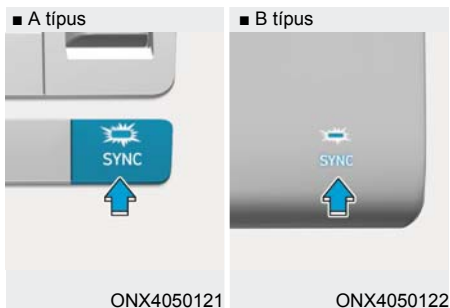 ■ A típus
■ B típus
SYNC
SYNC
ONX4050121
ONX4050122